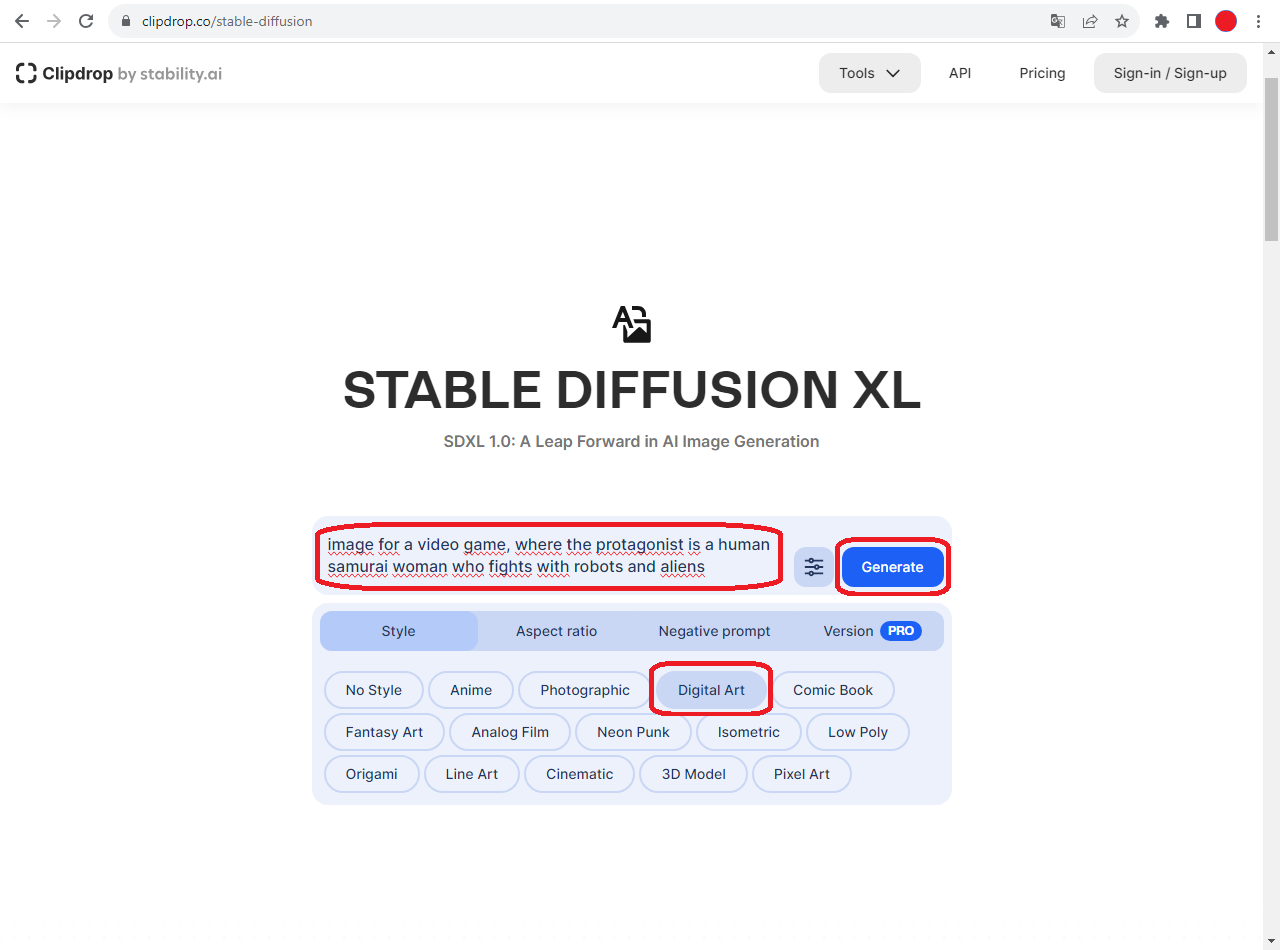 clipdrop.co/stable-diffusion
Clipdrop by stability.ai
Tools API Pricing Sign-in / Sign-up
STABLE DIFFUSION XL
SDXL 1.0: A Leap Forward in AI Image Generation
image for a video game, where the protagonist is a human
samurai woman who fights with robots and aliens
Generate
Style Aspect ratio Negative prompt Version PRO
No Style Anime Photographic Digital Art Comic Book
Fantasy Art Analog Film Neon Punk Isometric Low Poly
Origami Line Art Cinematic 3D Model Pixel Art